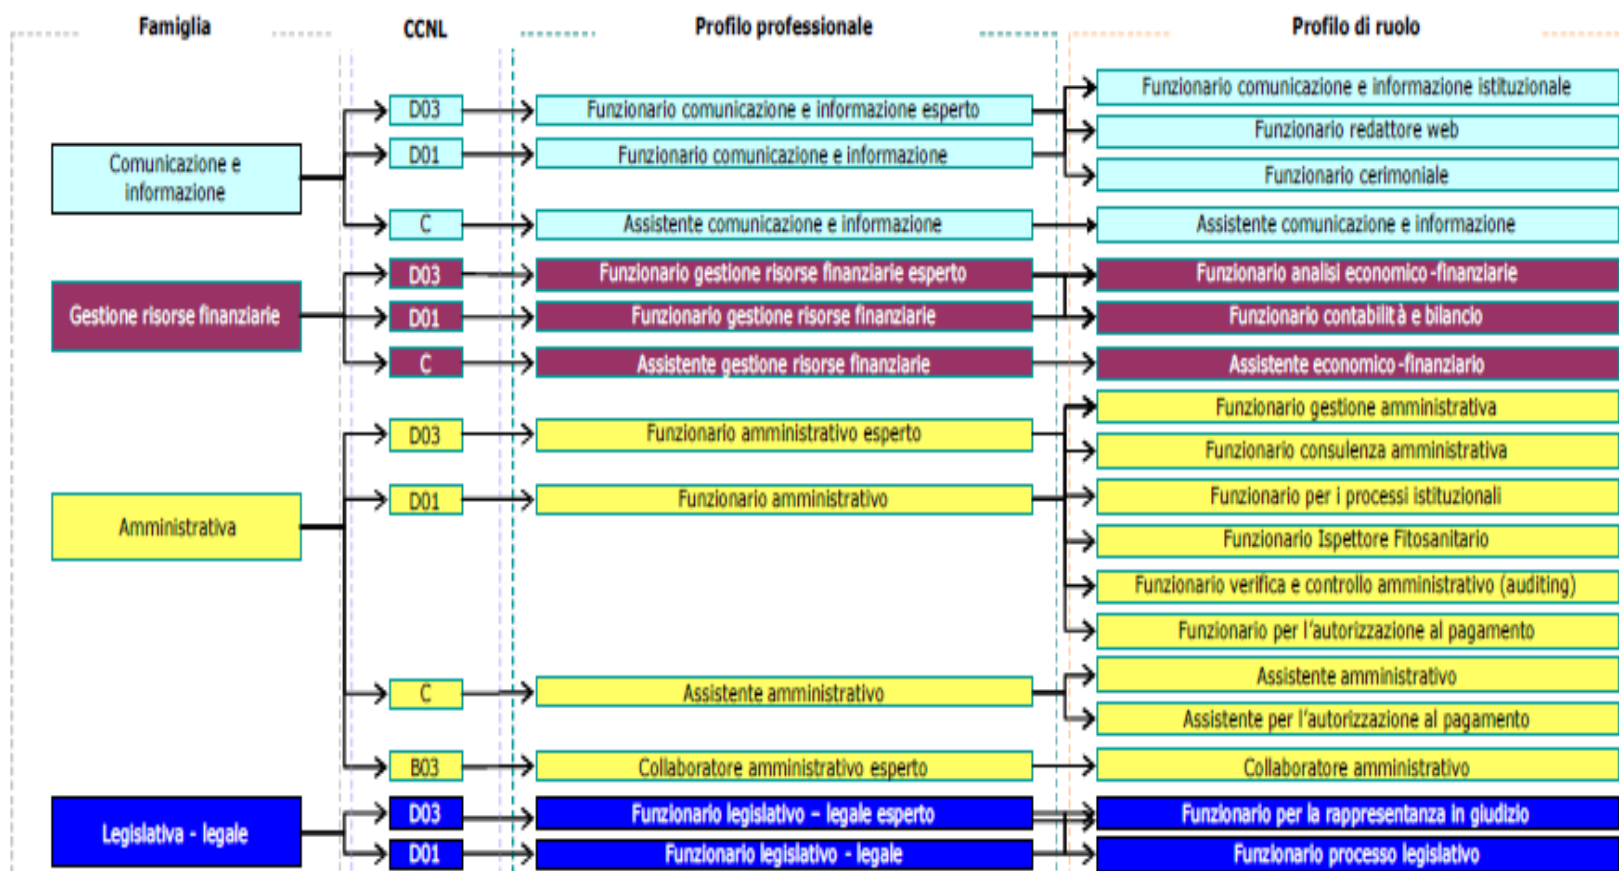 Famiglia CCNL Profilo professionale Profilo di ruolo
Comunicazione e
informazione
D03 Funzionario comunicazione e informazione esperto
D01 Funzionario comunicazione e informazione
Funzionario comunicazione e informazione istituzionale
Funzionario redattore web
Funzionario cerimoniale
C Assistente comunicazione e informazione Assistente comunicazione e informazione
Gestione risorse finanziarie
D03 Funzionario gestione risorse finanziarie esperto Funzionario analisi economico-finanziarie
D01 Funzionario gestione risorse finanziarie Funzionario contabilità e bilancio
C Assistente gestione risorse finanziarie Assistente economico-finanziario
Amministrativa
D03 Funzionario amministrativo esperto
D01 Funzionario amministrativo
Funzionario gestione amministrativa
Funzionario consulenza amministrativa
Funzionario per i processi istituzionali
Funzionario Ispettore Fitosanitario
Funzionario verifica e controllo amministrativo (auditing)
Funzionario per l'autorizzazione al pagamento
C Assistente amministrativo
Assistente amministrativo
Assistente per l'autorizzazione al pagamento
B03 Collaboratore amministrativo esperto Collaboratore amministrativo
Legislativa - legale
D03 Funzionario legislativo – legale esperto Funzionario per la rappresentanza in giudizio
D01 Funzionario legislativo - legale Funzionario processo legislativo